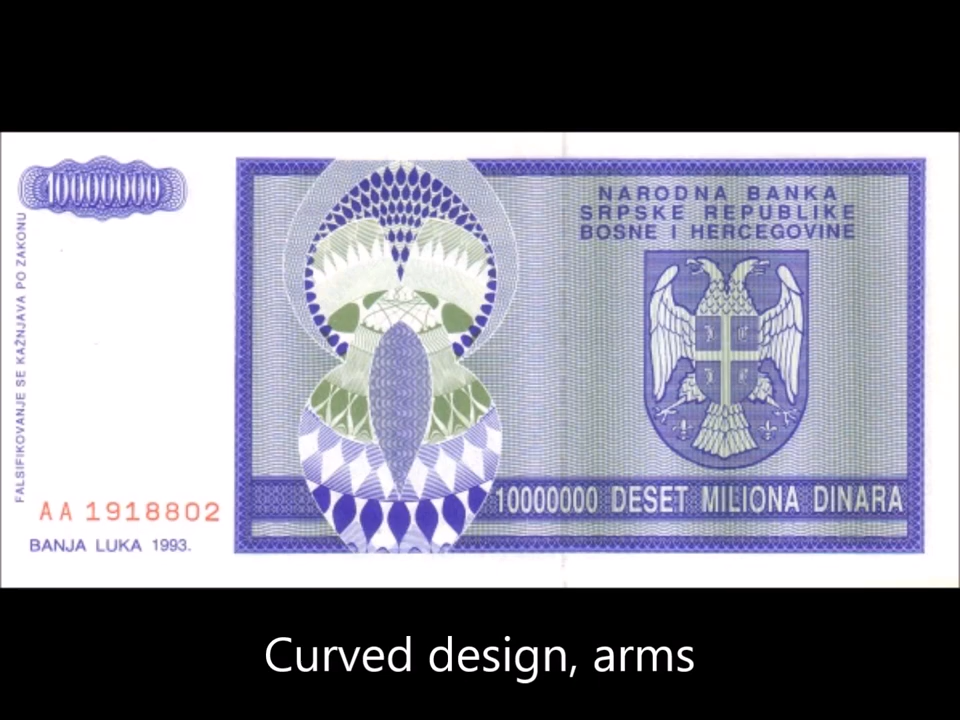 10000000
FALSIFIKOVANJE SE KAŽNJAVA PO ZAKONU
NARODNA BANKA
SRPSKE REPUBLIKE
BOSNE I HERCEGOVINE
10000000 DESET MILIONA DINARA
AA 1918802
BANJA LUKA 1993.
Curved design, arms